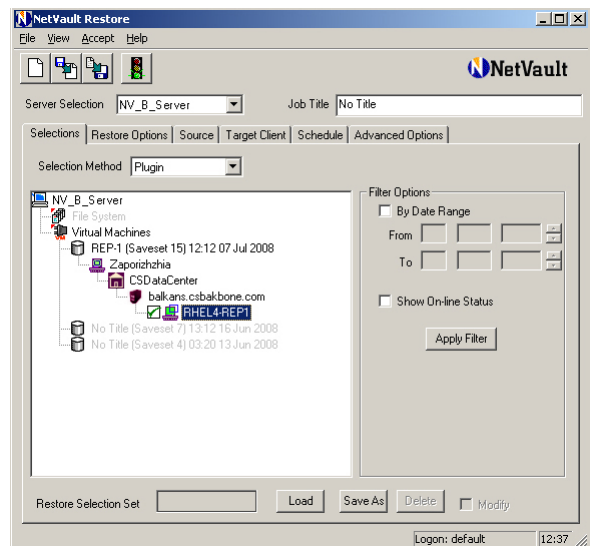 NetVault Restore
File View Accept Help
NetVault
Server Selection NV_B_Server Job Title No Title
Selections Restore Options Source Target Client Schedule Advanced Options
Selection Method Plugin
NV_B_Server
File System
Virtual Machines
REP-1 (Saveset 15) 12:12 07 Jul 2008
Zaporizhzhia
CSDataCenter
balkans.csbakbone.com
RHEL4-REP1
No Title (Saveset 7) 13:12 16 Jun 2008
No Title (Saveset 4) 03:20 13 Jun 2008
Filter Options
By Date Range
From
To
Show On-line Status
Apply Filter
Restore Selection Set Load Save As Delete Modify
Logon: default 12:37